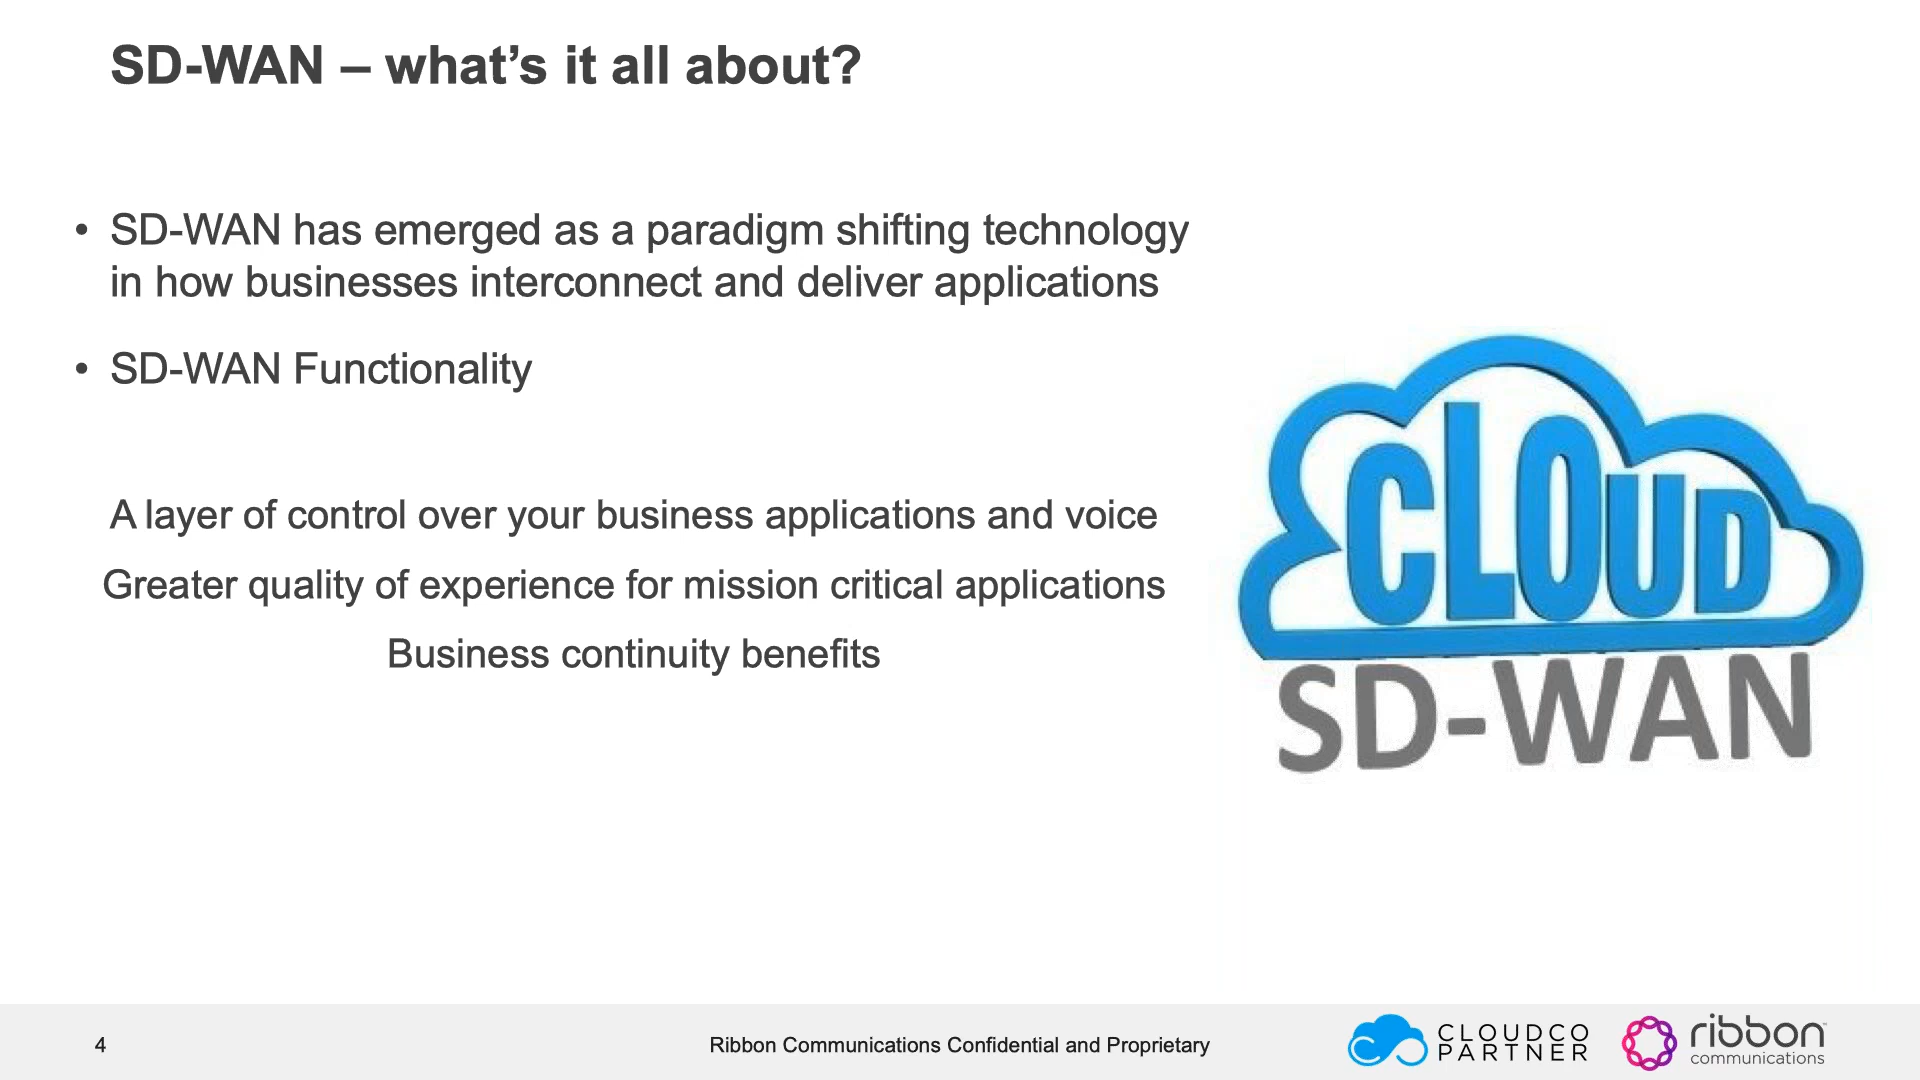 SD-WAN – what’s it all about?
• SD-WAN has emerged as a paradigm shifting technology
in how businesses interconnect and deliver applications
• SD-WAN Functionality
A layer of control over your business applications and voice
Greater quality of experience for mission critical applications
Business continuity benefits
CLOUD
SD-WAN
4
Ribbon Communications Confidential and Proprietary
CLOUDCO
PARTNER
ribbon
communications